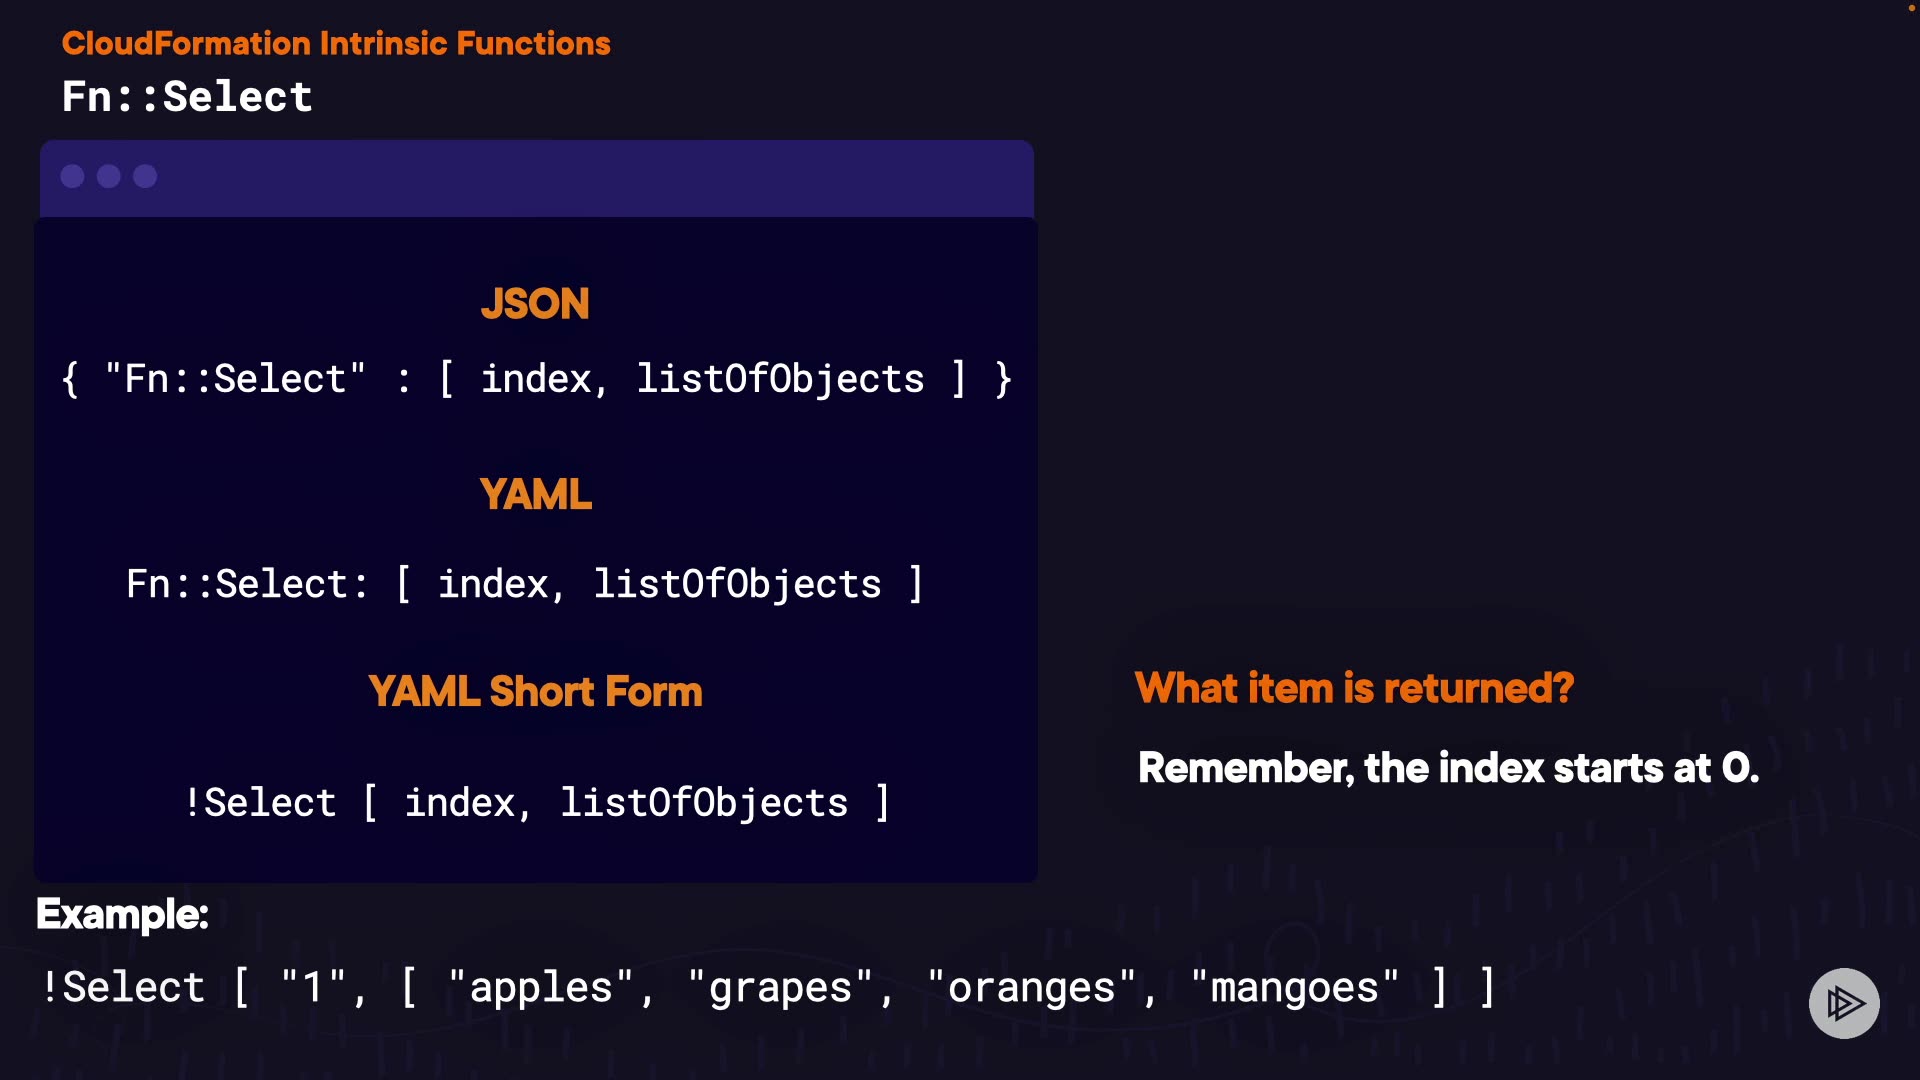 CloudFormation Intrinsic Functions
Fn::Select
JSON
{ "Fn::Select" : [ index, listOfObjects ] }
YAML
Fn::Select: [ index, listOfObjects ]
YAML Short Form
!Select [ index, listOfObjects ]
What item is returned?
Remember, the index starts at 0.
Example:
!Select [ "1", [ "apples", "grapes", "oranges", "mangoes" ] ]